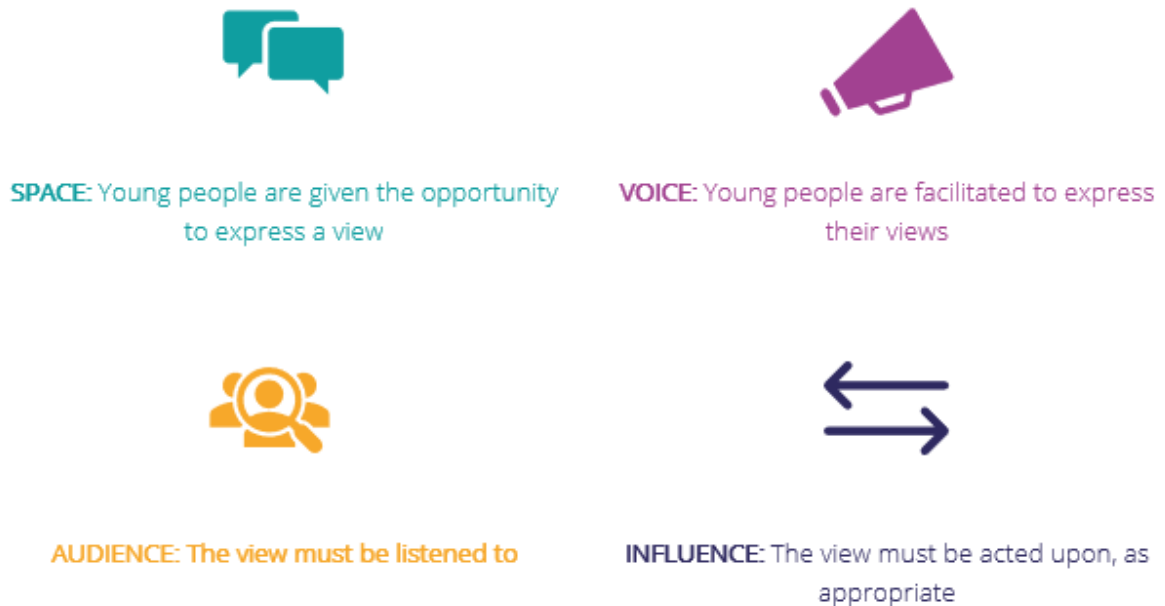 SPACE: Young people are given the opportunity
to express a view
VOICE: Young people are facilitated to express
their views
AUDIENCE: The view must be listened to
INFLUENCE: The view must be acted upon, as
appropriate